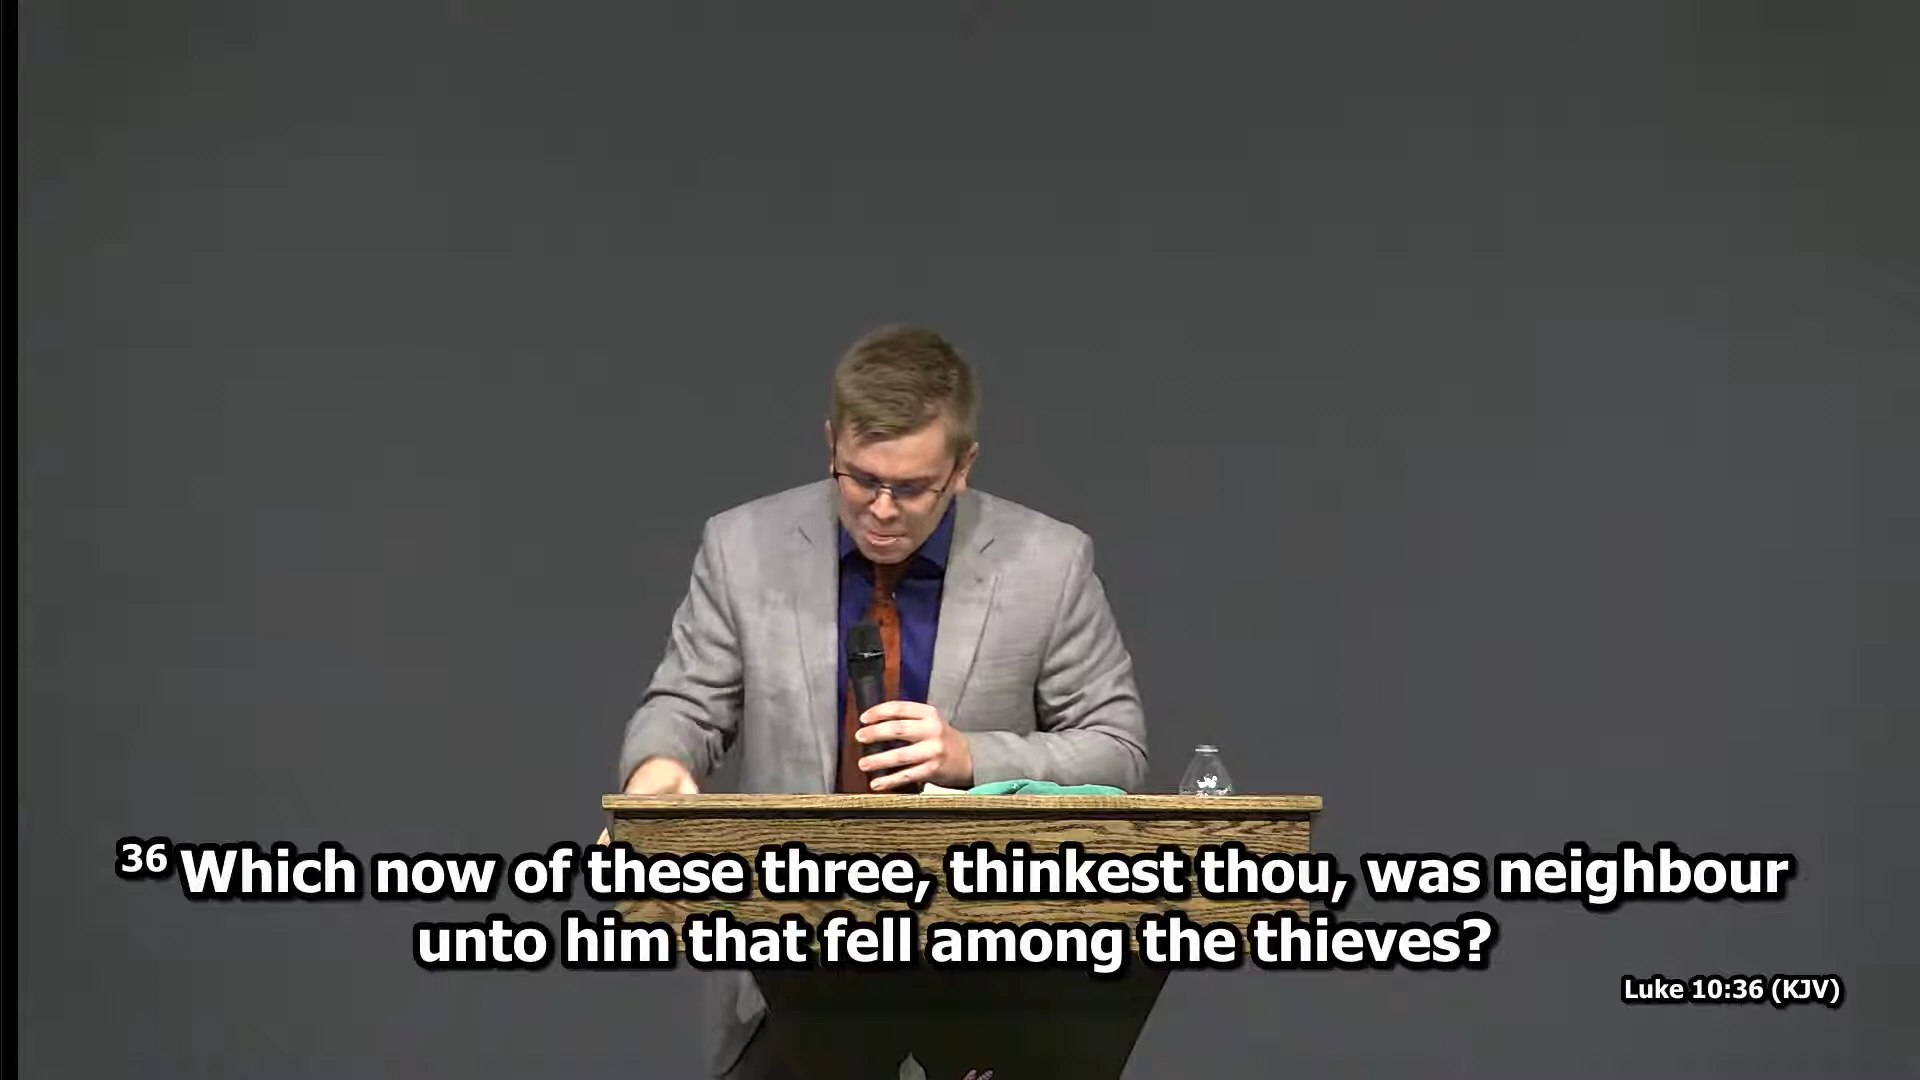 36 Which now of these three, thinkest thou, was neighbour
unto him that fell among the thieves?
Luke 10:36 (KJV)